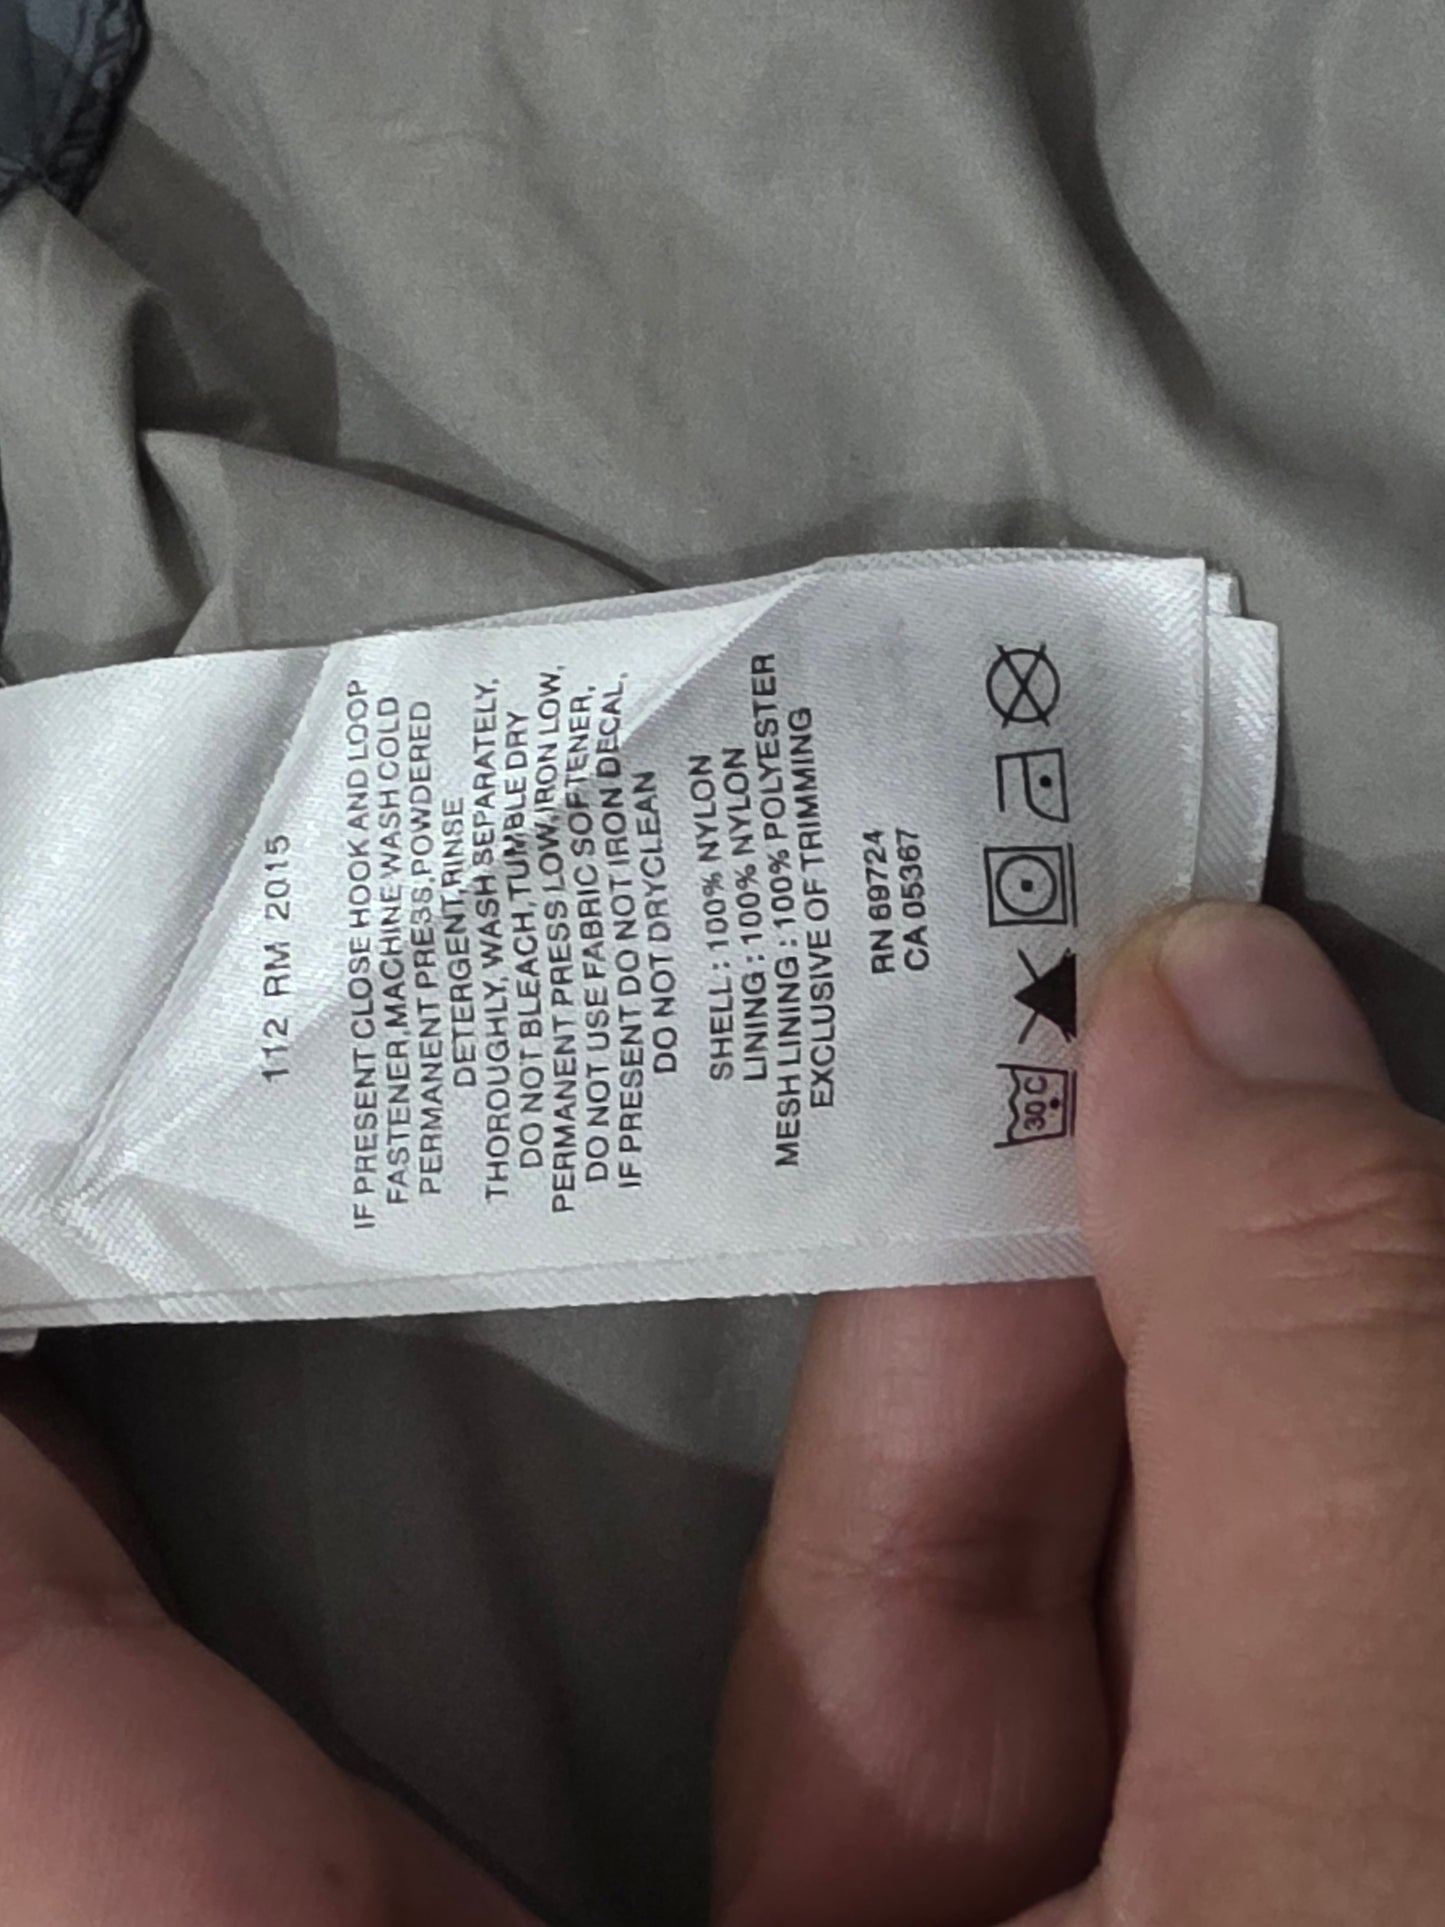 112 RM 2015
IF PRESENT CLOSE HOOK AND LOOP
FASTENER, MACHINE WASH COLD
PERMANENT PRESS, POWDERED
DETERGENT, RINSE
THOROUGHLY, WASH SEPARATELY,
DO NOT BLEACH, TUMBLE DRY
PERMANENT PRESS LOW, IRON LOW,
DO NOT USE FABRIC SOFTENER,
IF PRESENT DO NOT IRON DECAL,
DO NOT DRYCLEAN
SHELL : 100% NYLON
LINING : 100% NYLON
MESH LINING : 100% POLYESTER
EXCLUSIVE OF TRIMMING
RN 69724
CA 05367
30 C